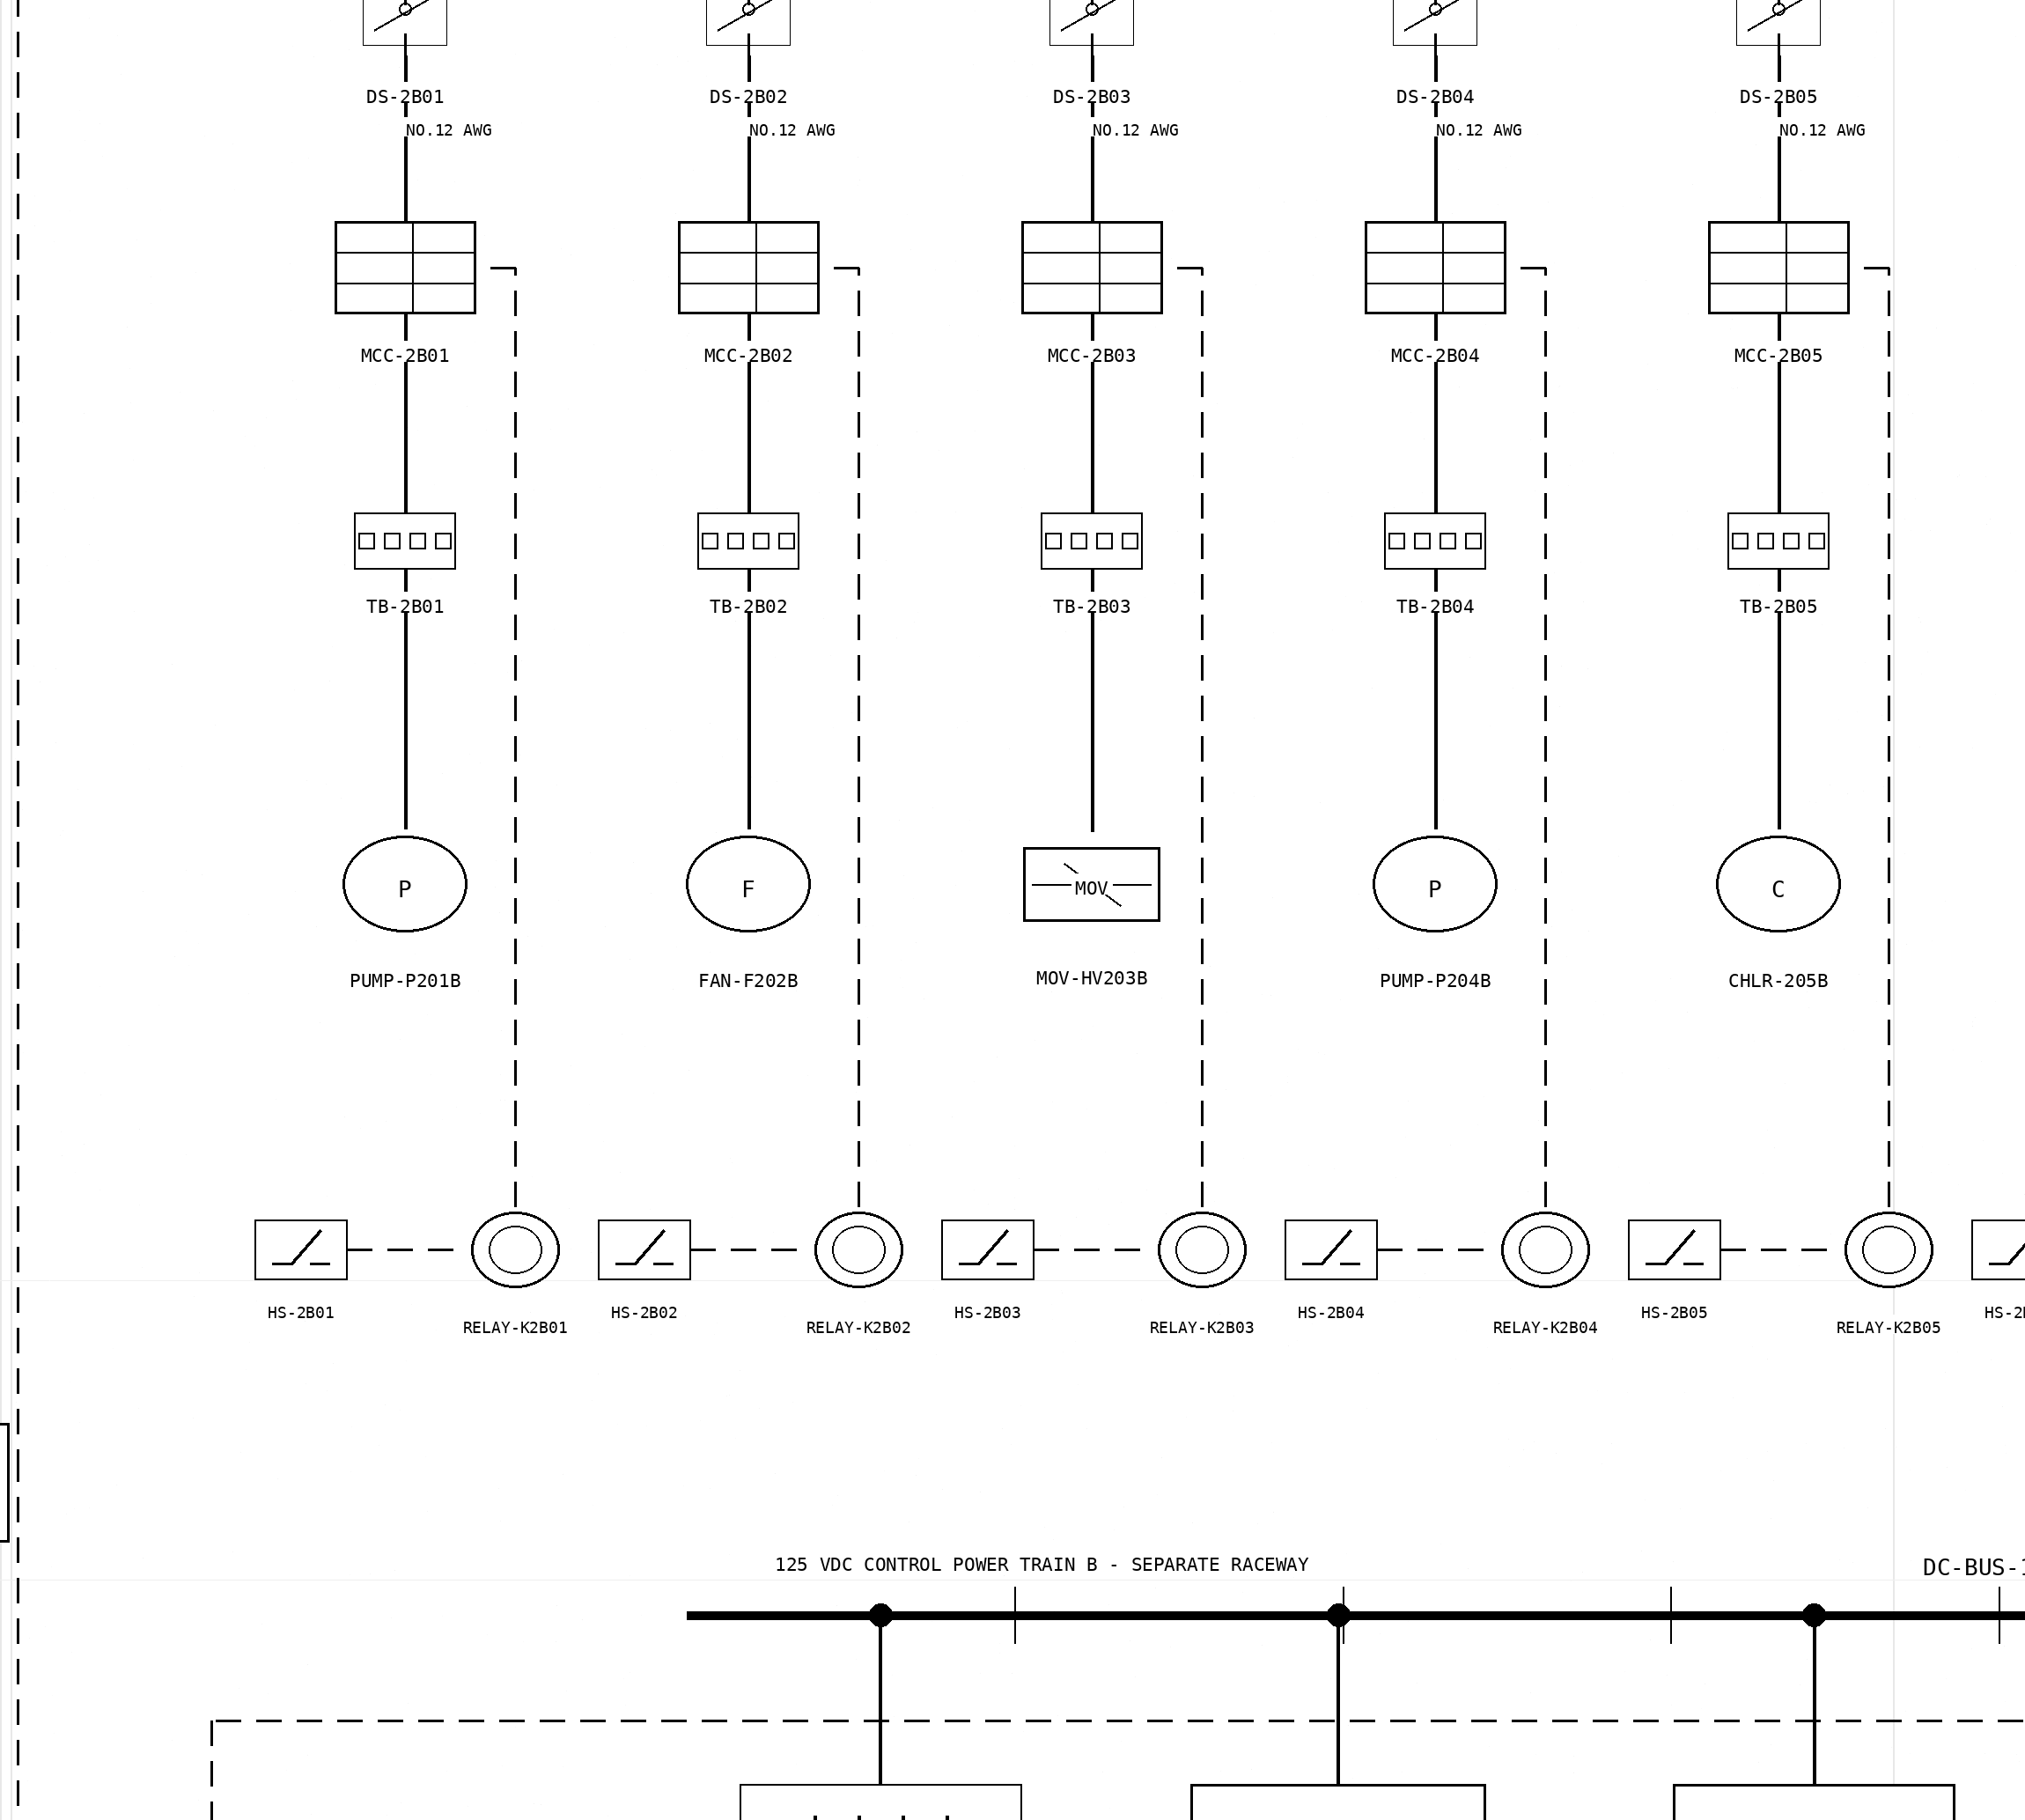 DS-2B01 DS-2B02 DS-2B03 DS-2B04 DS-2B05
NO.12 AWG NO.12 AWG NO.12 AWG NO.12 AWG NO.12 AWG
MCC-2B01 MCC-2B02 MCC-2B03 MCC-2B04 MCC-2B05
TB-2B01 TB-2B02 TB-2B03 TB-2B04 TB-2B05
P F MOV P C
PUMP-P201B FAN-F202B MOV-HV203B PUMP-P204B CHLR-205B
HS-2B01 HS-2B02 HS-2B03 HS-2B04 HS-2B05
RELAY-K2B01 RELAY-K2B02 RELAY-K2B03 RELAY-K2B04 RELAY-K2B05
125 VDC CONTROL POWER TRAIN B - SEPARATE RACEWAY